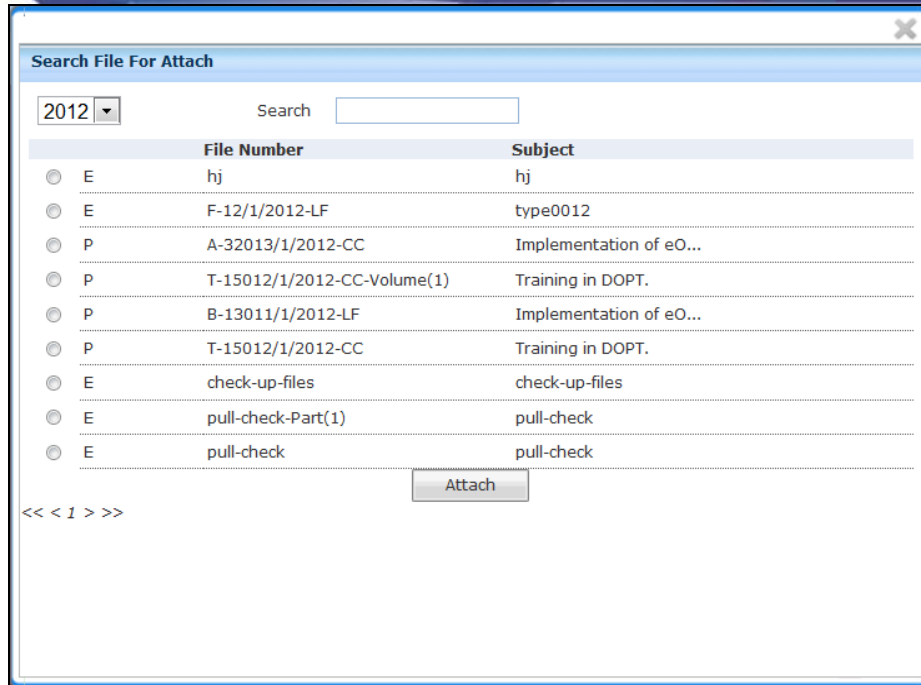 Search File For Attach
2012 Search
File Number Subject
E hj hj
E F-12/1/2012-LF type0012
P A-32013/1/2012-CC Implementation of eO...
P T-15012/1/2012-CC-Volume(1) Training in DOPT.
P B-13011/1/2012-LF Implementation of eO...
P T-15012/1/2012-CC Training in DOPT.
E check-up-files check-up-files
E pull-check-Part(1) pull-check
E pull-check pull-check
Attach
<< < 1 > >>